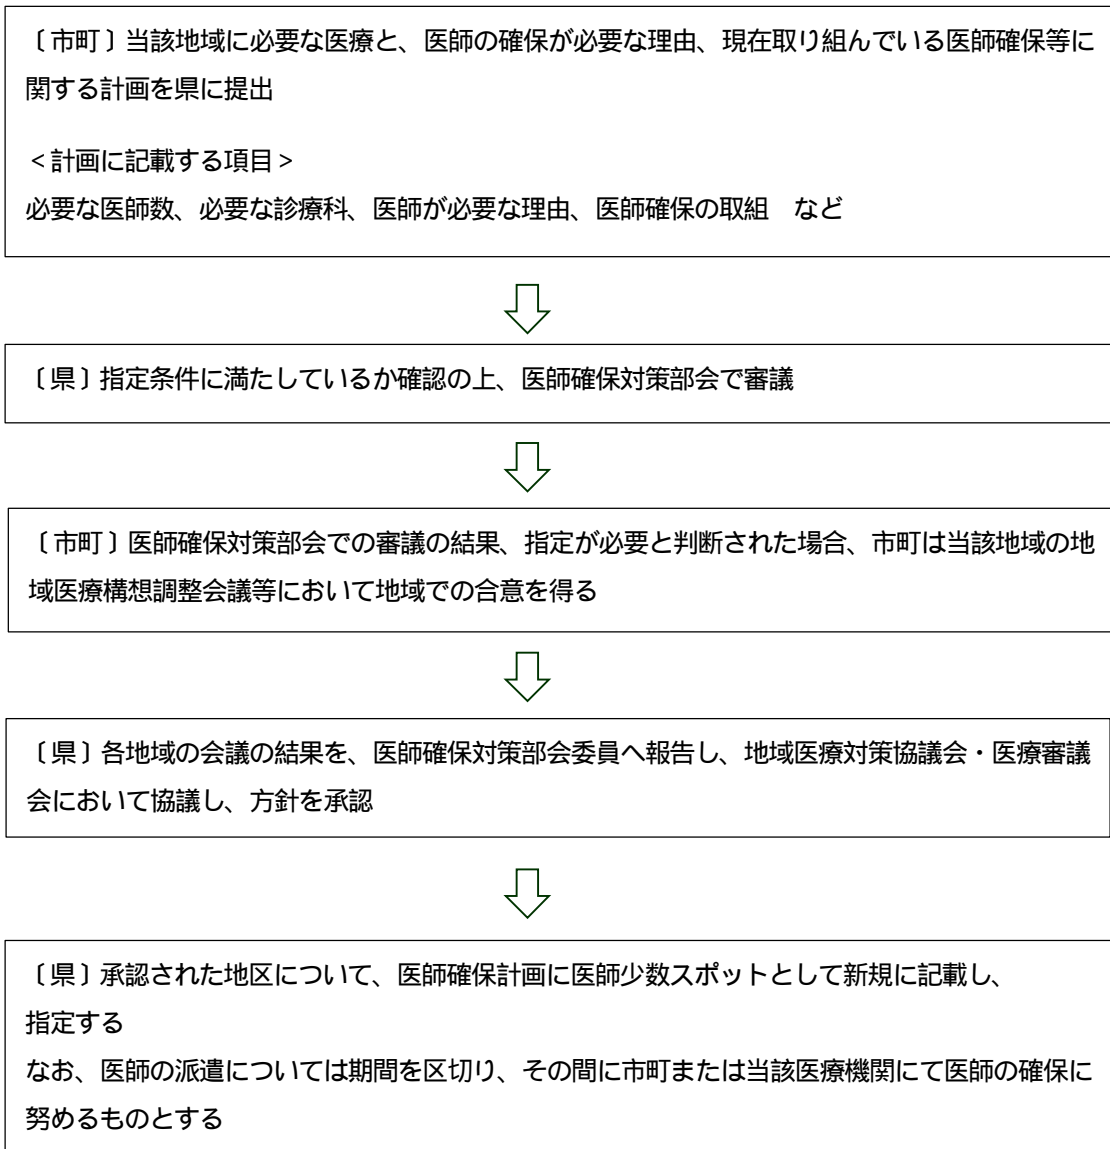 〔市町〕当該地域に必要な医療と、医師の確保が必要な理由、現在取り組んでいる医師確保等に
関する計画を県に提出
＜計画に記載する項目＞
必要な医師数、必要な診療科、医師が必要な理由、医師確保の取組　など
〔県〕指定条件に満たしているか確認の上、医師確保対策部会で審議
〔市町〕医師確保対策部会での審議の結果、指定が必要と判断された場合、市町は当該地域の地
域医療構想調整会議等において地域での合意を得る
〔県〕各地域の会議の結果を、医師確保対策部会委員へ報告し、地域医療対策協議会・医療審議
会において協議し、方針を承認
〔県〕承認された地区について、医師確保計画に医師少数スポットとして新規に記載し、
指定する
なお、医師の派遣については期間を区切り、その間に市町または当該医療機関にて医師の確保に
努めるものとする